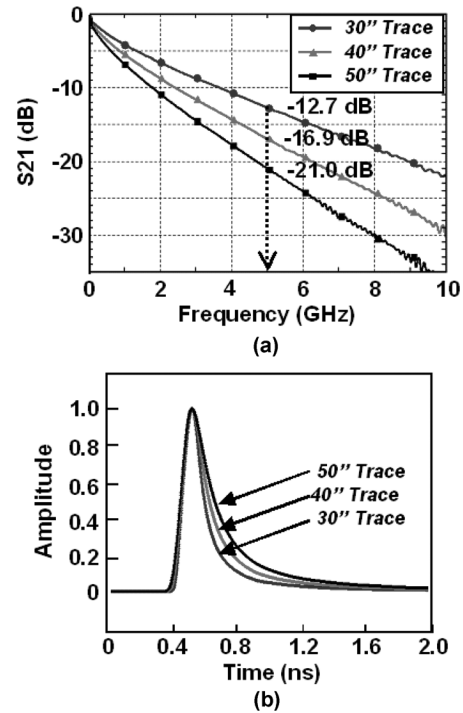 0
-10
-20
-30
S21 (dB)
30” Trace
40” Trace
50” Trace
-12.7 dB
-16.9 dB
-21.0 dB
0 2 4 6 8 10
Frequency (GHz)
(a)
1.0
0.8
0.6
0.4
0.2
0
Amplitude
50” Trace
40” Trace
30” Trace
0 0.4 0.8 1.2 1.6 2.0
Time (ns)
(b)